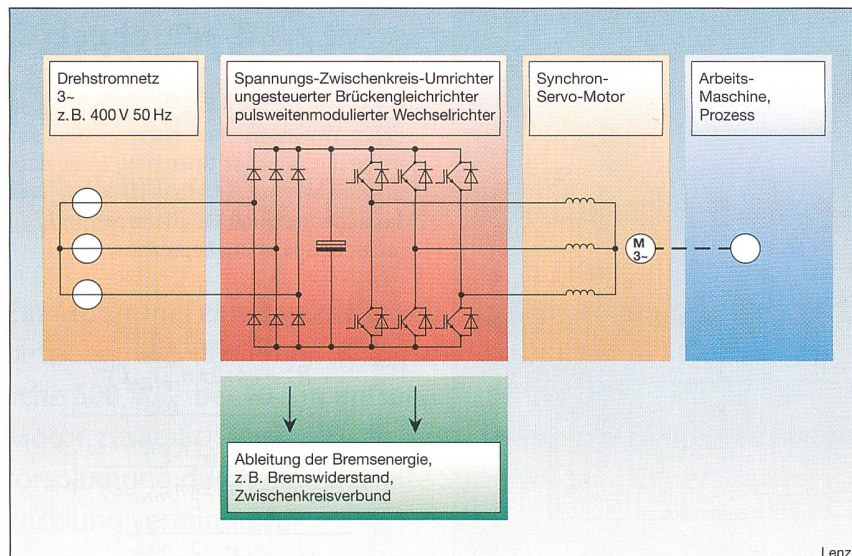 Drehstromnetz
3~
z. B. 400 V 50 Hz
Spannungs-Zwischenkreis-Umrichter
ungesteuerter Brückengleichrichter
pulsweitenmodulierter Wechselrichter
Synchron-
Servo-Motor
Arbeits-
Maschine,
Prozess
M
3~
Ableitung der Bremsenergie,
z. B. Bremswiderstand,
Zwischenkreisverbund
Lenz